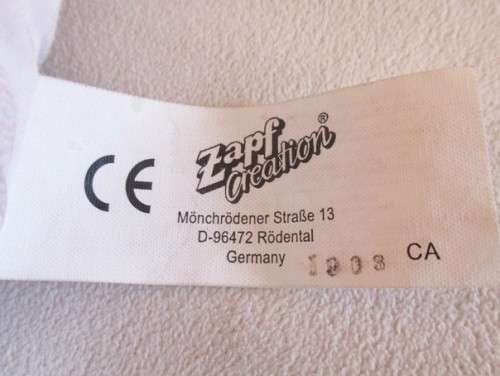 CE
Zapf
Creation®
Mönchrödener Straße 13
D-96472 Rödental
Germany
CA